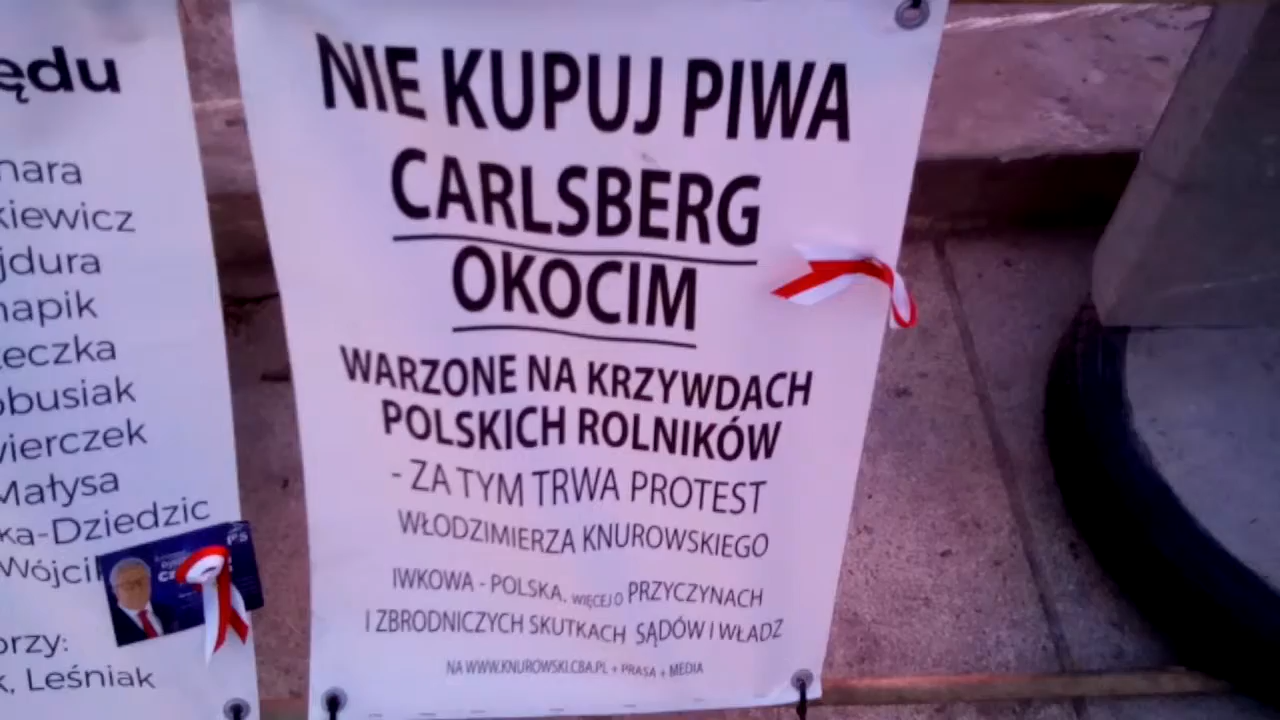 ędu
nara
kiewicz
jdura
napik
eczka
obusiak
wierczek
Małysa
ka-Dziedzic
Wójcik
orzy:
k, Leśniak
NIE KUPUJ PIWA
CARLSBERG
OKOCIM
WARZONE NA KRZYWDACH
POLSKICH ROLNIKÓW
- ZA TYM TRWA PROTEST
WŁODZIMIERZA KNUROWSKIEGO
IWKOWA - POLSKA. WIĘCEJ O PRZYCZYNACH
I ZBRODNICZYCH SKUTKACH SĄDÓW I WŁADZ
NA WWW.KNUROWSKI.CBA.PL + PRASA + MEDIA